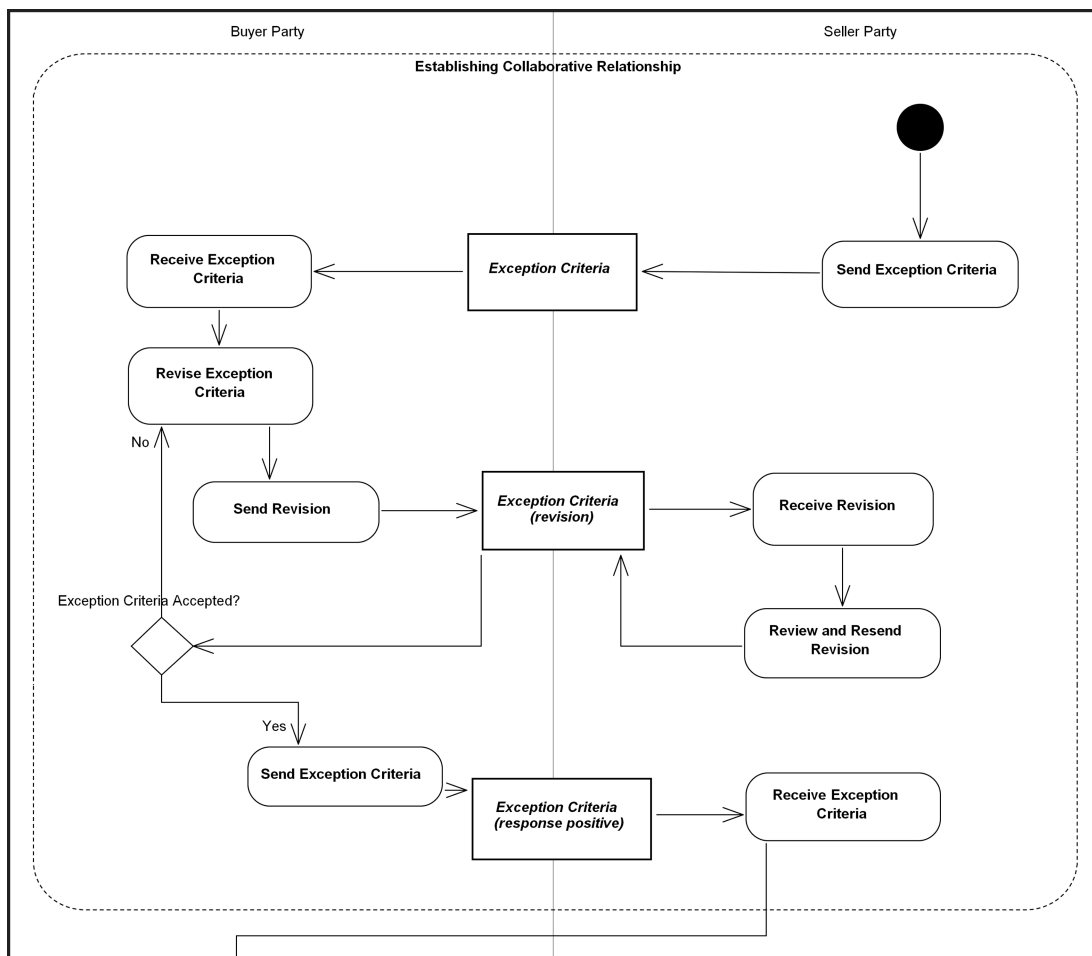 Buyer Party
Seller Party
Establishing Collaborative Relationship
Receive Exception
Criteria
Exception Criteria
Send Exception Criteria
Revise Exception
Criteria
No
Send Revision
Exception Criteria
(revision)
Receive Revision
Exception Criteria Accepted?
Review and Resend
Revision
Yes
Send Exception Criteria
Exception Criteria
(response positive)
Receive Exception
Criteria